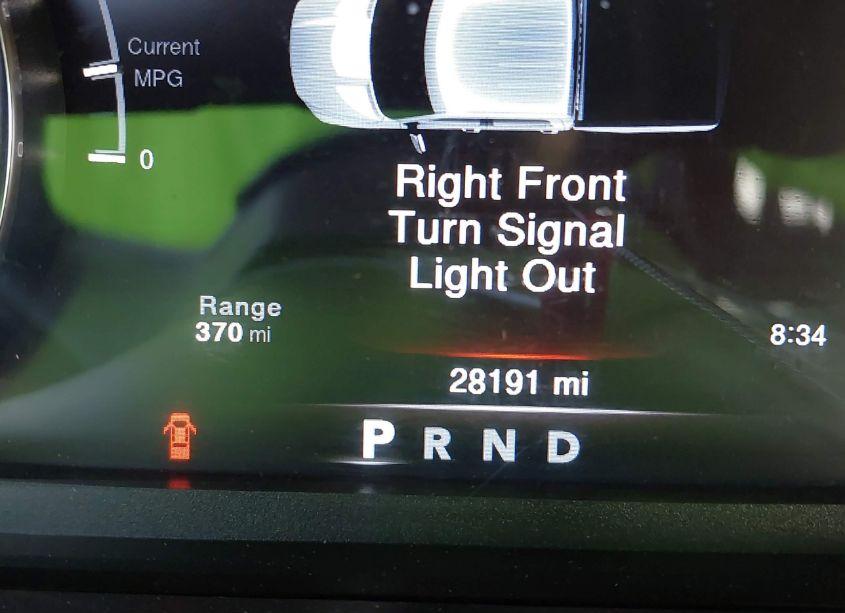 Current
MPG
0
Right Front
Turn Signal
Light Out
Range
370 mi
8:34
28191 mi
P R N D